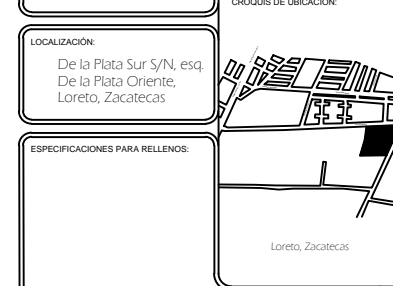 CROQUIS DE UBICACIÓN:
LOCALIZACIÓN:
De la Plata Sur S/N, esq.
De la Plata Oriente,
Loreto, Zacatecas
ESPECIFICACIONES PARA RELLENOS:
Loreto, Zacatecas